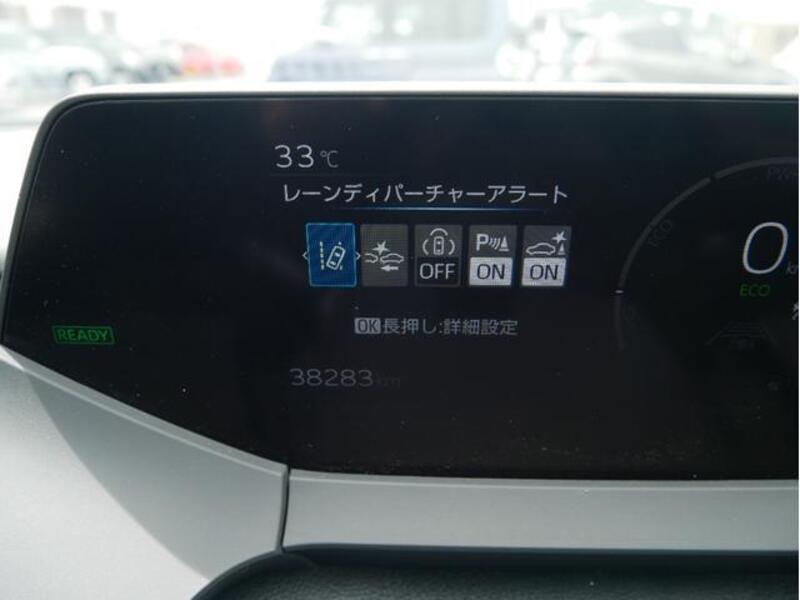 33℃
レーンディパーチャーアラート
P
OFF ON ON
0
ECO
OK長押し:詳細設定
READY
38283km